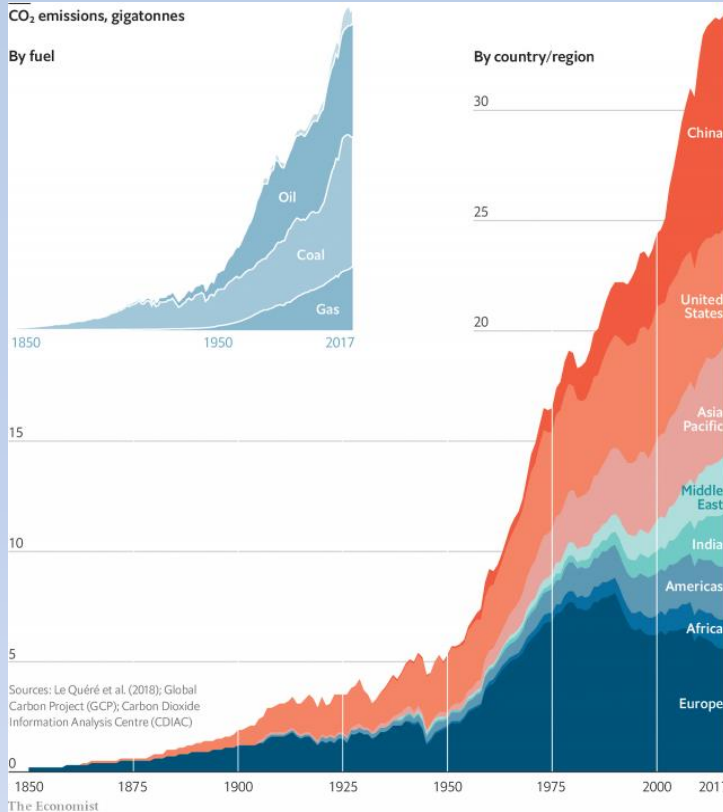 CO₂ emissions, gigatonnes
By fuel
Oil
Coal
Gas
1850
1950
2017
By country/region
30
25
20
15
10
5
0
China
United
States
Asia
Pacific
Middle
East
India
Americas
Africa
Europe
Sources: Le Quéré et al. (2018); Global
Carbon Project (GCP); Carbon Dioxide
Information Analysis Centre (CDIAC)
1850
1875
1900
1925
1950
1975
2000
2017
The Economist